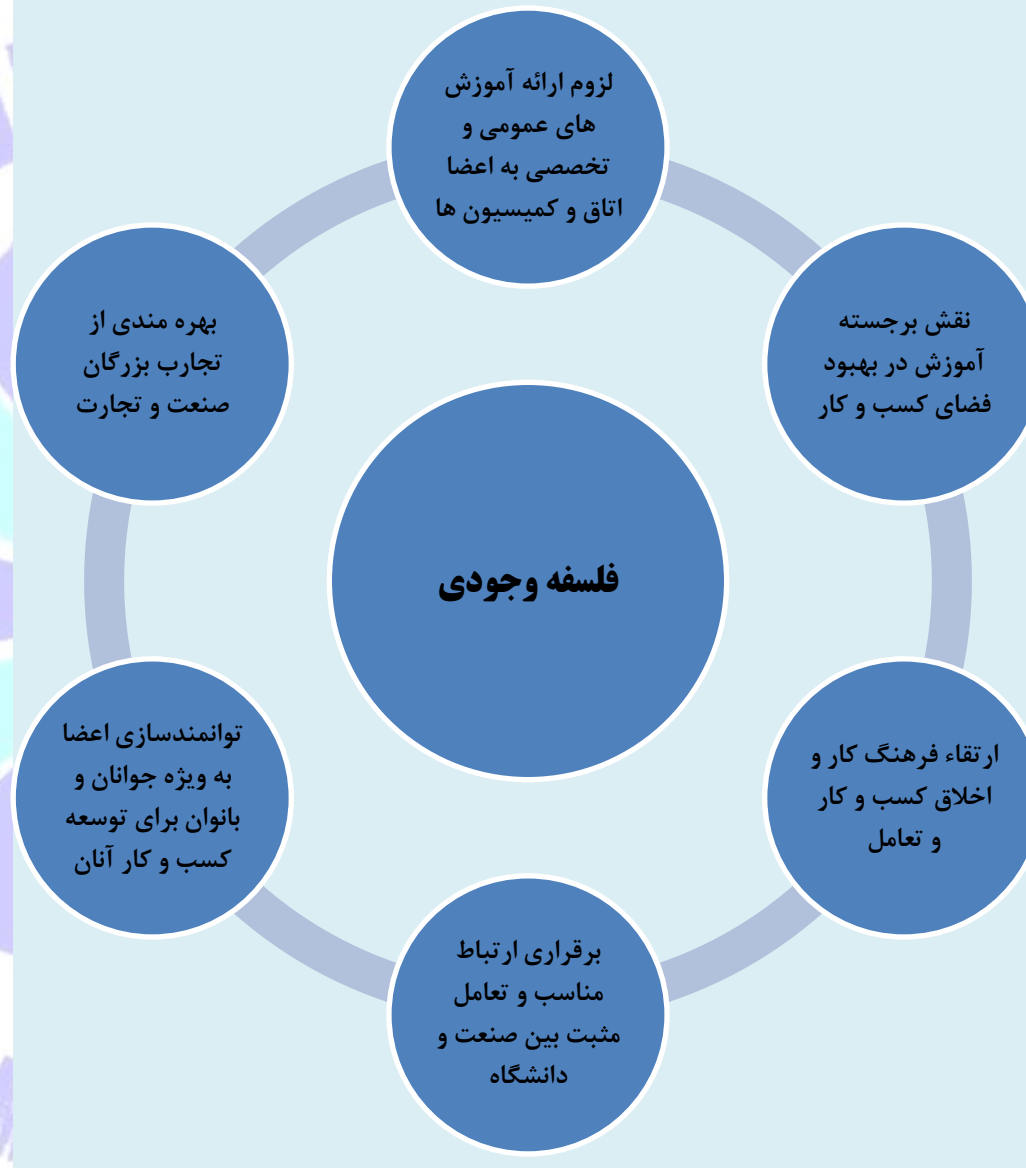 لزوم ارائه آموزش
های عمومی و
تخصصی به اعضا
اتاق و کمیسیون ها
نقش برجسته
آموزش در بهبود
فضای کسب و کار
ارتقاء فرهنگ کار و
اخلاق کسب و کار
و تعامل
برقراری ارتباط
مناسب و تعامل
مثبت بین صنعت و
دانشگاه
توانمندسازی اعضا
به ویژه جوانان و
بانوان برای توسعه
کسب و کار آنان
بهره مندی از
تجارب بزرگان
صنعت و تجارت
فلسفه وجودی